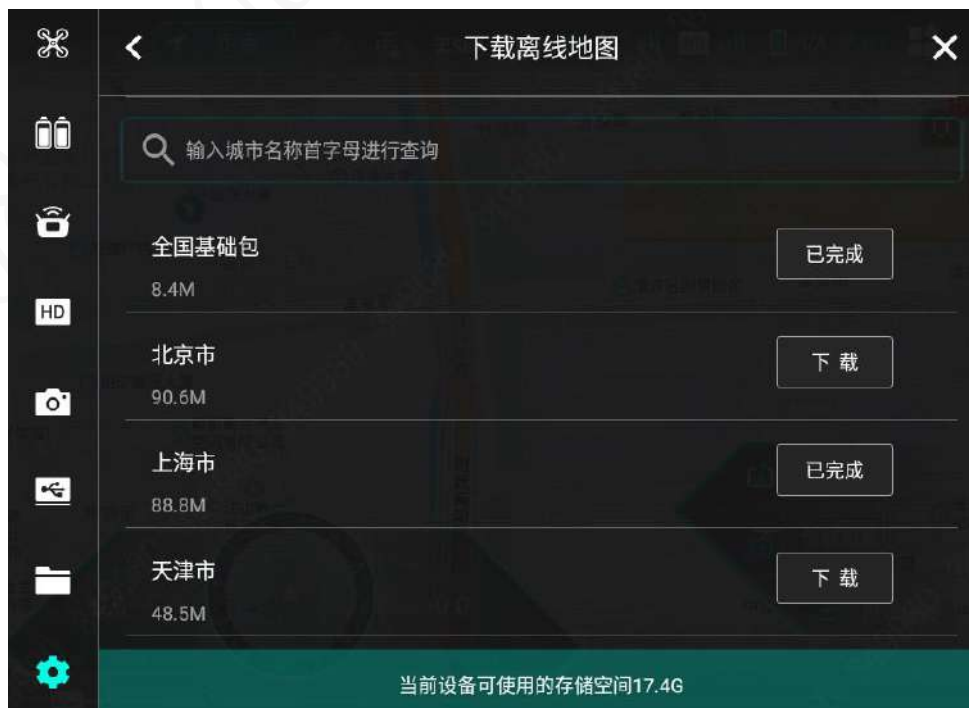 下载离线地图
输入城市名称首字母进行查询
全国基础包
已完成
8.4M
HD
北京市
下 载
90.6M
上海市
已完成
88.8M
天津市
下 载
48.5M
当前设备可使用的存储空间17.4G